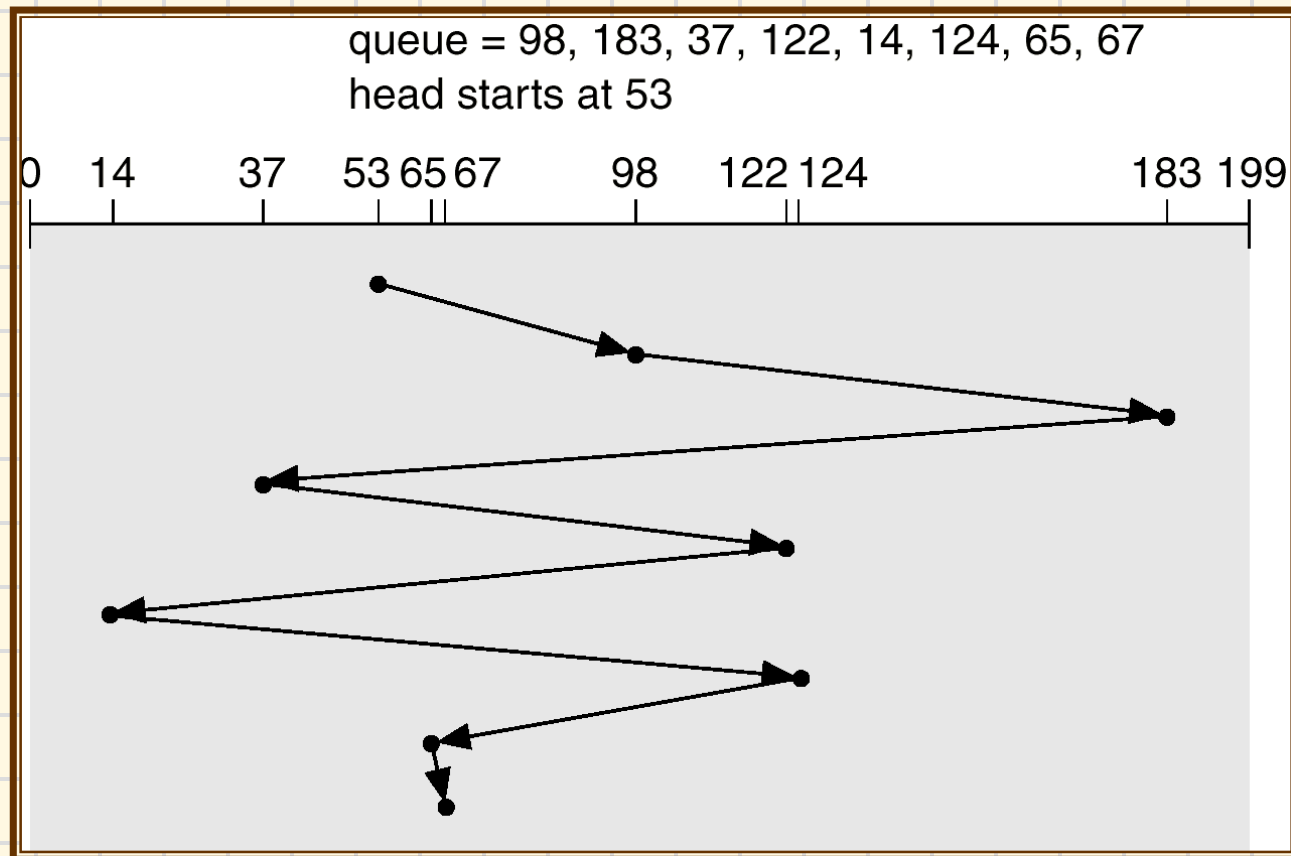 queue = 98, 183, 37, 122, 14, 124, 65, 67
head starts at 53
0 14 37 53 65 67 98 122 124 183 199